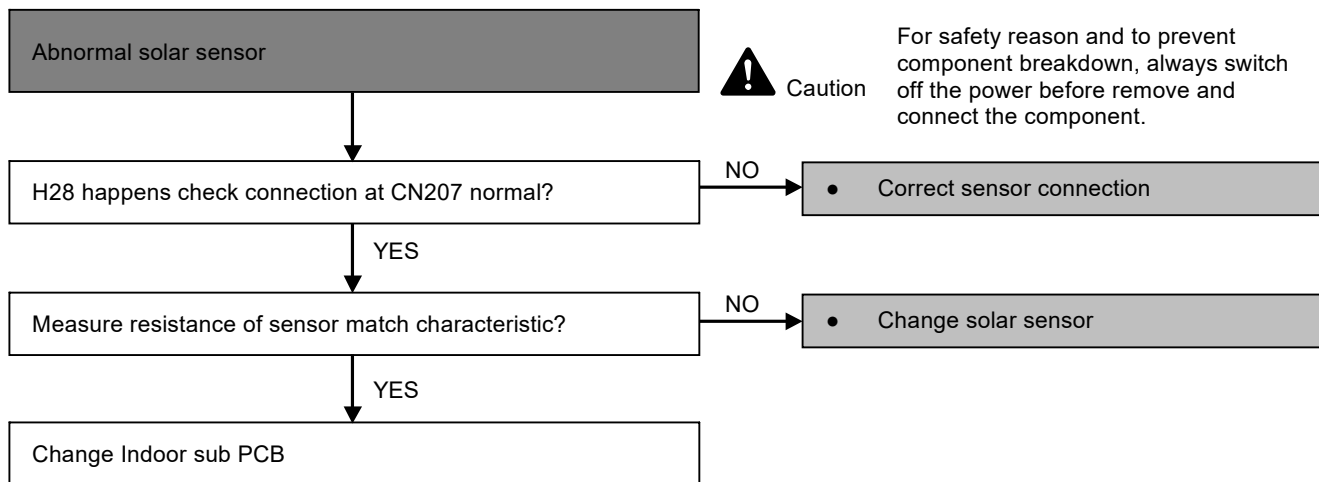 Abnormal solar sensor
Caution
For safety reason and to prevent
component breakdown, always switch
off the power before remove and
connect the component.
H28 happens check connection at CN207 normal?
NO
● Correct sensor connection
YES
Measure resistance of sensor match characteristic?
NO
● Change solar sensor
YES
Change Indoor sub PCB